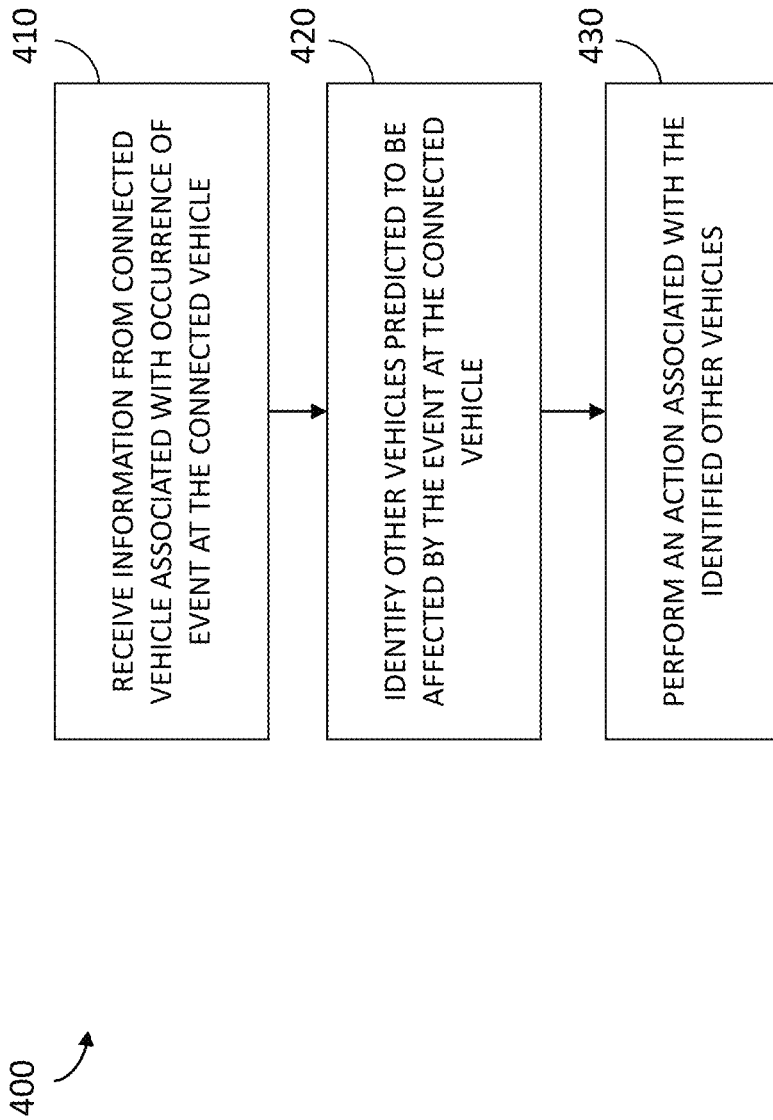 400
410
RECEIVE INFORMATION FROM CONNECTED
VEHICLE ASSOCIATED WITH OCCURRENCE OF
EVENT AT THE CONNECTED VEHICLE
420
IDENTIFY OTHER VEHICLES PREDICTED TO BE
AFFECTED BY THE EVENT AT THE CONNECTED
VEHICLE
430
PERFORM AN ACTION ASSOCIATED WITH THE
IDENTIFIED OTHER VEHICLES